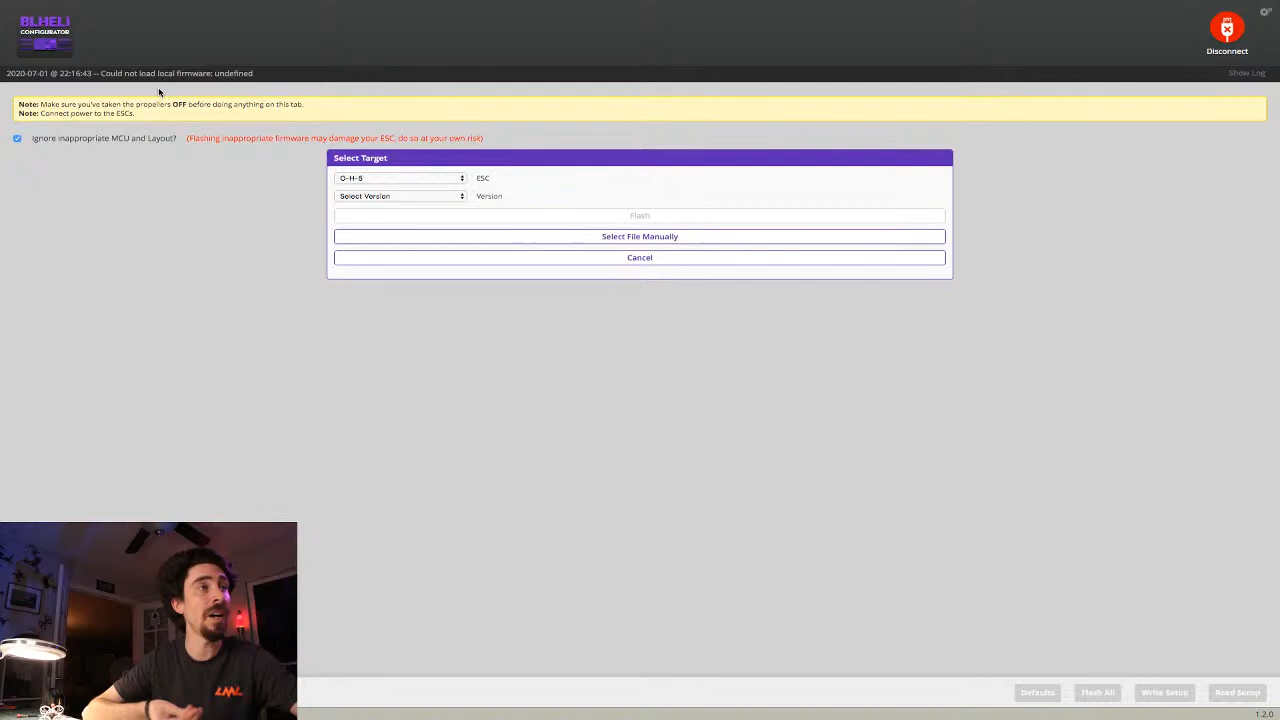 BLHELI
CONFIGURATOR
Disconnect
2020-07-01 @ 22:16:43 -- Could not load local firmware: undefined
Show Log
Note: Make sure you've taken the propellers OFF before doing anything on this tab.
Note: Connect power to the ESCs.
Ignore inappropriate MCU and Layout? (Flashing inappropriate firmware may damage your ESC, do so at your own risk)
Select Target
O-H-5 ESC
Select Version Version
Flash
Select File Manually
Cancel
Defaults Flash All Write Setup Read Setup
1.2.0